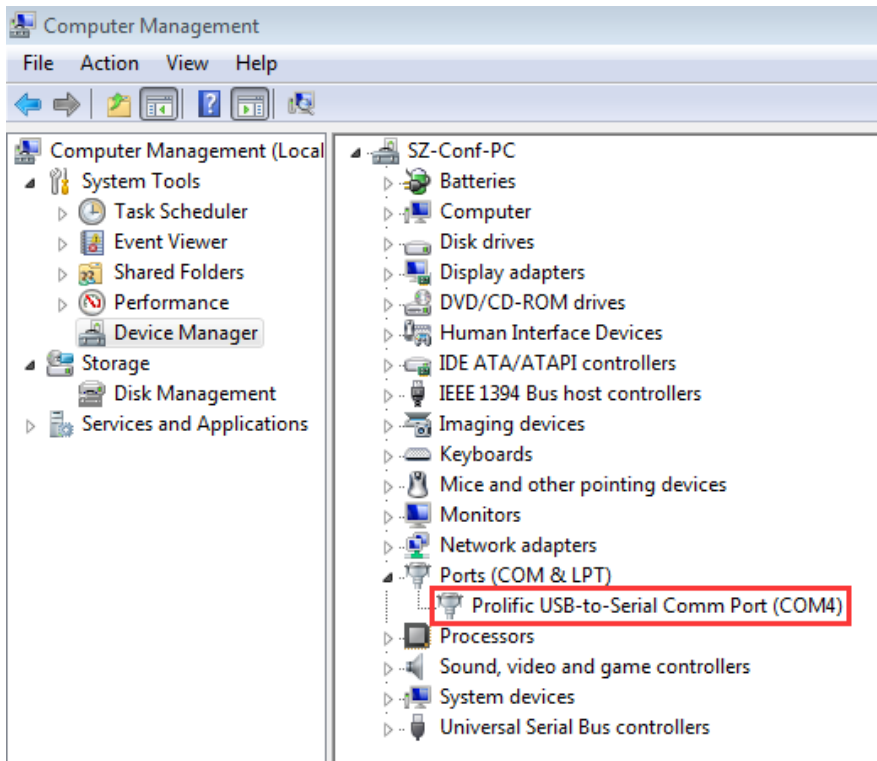 Computer Management
File Action View Help
Computer Management (Local
System Tools
Task Scheduler
Event Viewer
Shared Folders
Performance
Device Manager
Storage
Disk Management
Services and Applications
SZ-Conf-PC
Batteries
Computer
Disk drives
Display adapters
DVD/CD-ROM drives
Human Interface Devices
IDE ATA/ATAPI controllers
IEEE 1394 Bus host controllers
Imaging devices
Keyboards
Mice and other pointing devices
Monitors
Network adapters
Ports (COM & LPT)
Prolific USB-to-Serial Comm Port (COM4)
Processors
Sound, video and game controllers
System devices
Universal Serial Bus controllers